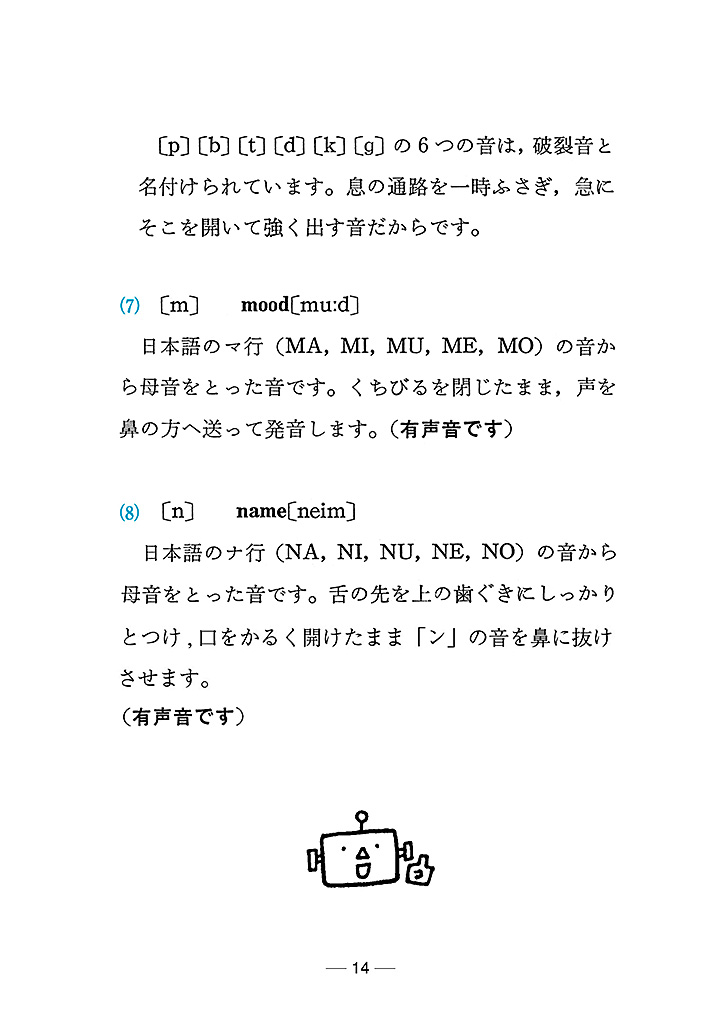 〔p〕〔b〕〔t〕〔d〕〔k〕〔g〕の6つの音は，破裂音と
名付けられています。息の通路を一時ふさぎ，急に
そこを開いて強く出す音だからです。
(7) 〔m〕 mood〔mu:d〕
日本語のマ行（MA，MI，MU，ME，MO）の音か
ら母音をとった音です。くちびるを閉じたまま，声を
鼻の方へ送って発音します。（有声音です）
(8) 〔n〕 name〔neim〕
日本語のナ行（NA，NI，NU，NE，NO）の音から
母音をとった音です。舌の先を上の歯ぐきにしっかり
とつけ，口をかるく開けたまま「ン」の音を鼻に抜け
させます。
（有声音です）
— 14 —